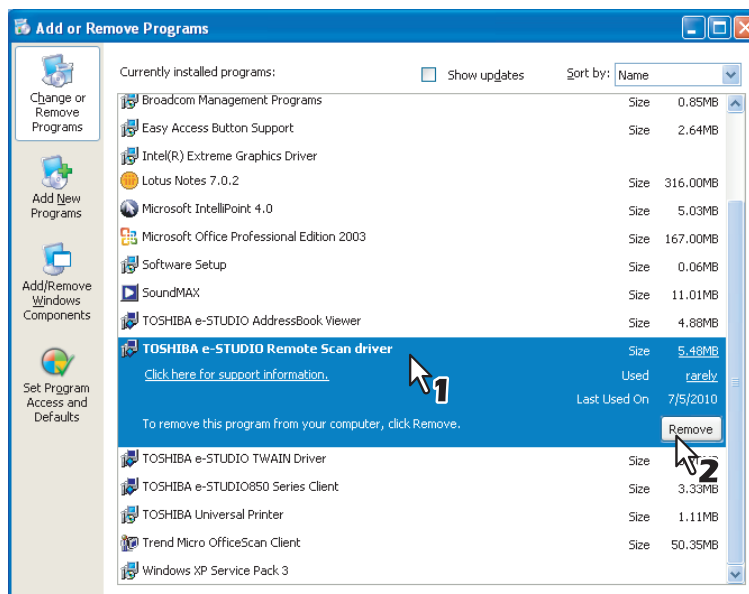 Add or Remove Programs
Change or
Remove
Programs
Add New
Programs
Add/Remove
Windows
Components
Set Program
Access and
Defaults
Currently installed programs:
Show updates
Sort by: Name
Broadcom Management Programs Size 0.85MB
Easy Access Button Support Size 2.64MB
Intel(R) Extreme Graphics Driver
Lotus Notes 7.0.2 Size 316.00MB
Microsoft IntelliPoint 4.0 Size 5.03MB
Microsoft Office Professional Edition 2003 Size 167.00MB
Software Setup Size 0.06MB
SoundMAX Size 11.01MB
TOSHIBA e-STUDIO AddressBook Viewer Size 4.88MB
TOSHIBA e-STUDIO Remote Scan driver Size 5.48MB
Click here for support information. Used rarely
1
Last Used On 7/5/2010
To remove this program from your computer, click Remove. Remove
TOSHIBA e-STUDIO TWAIN Driver Size
2
TOSHIBA e-STUDIO850 Series Client Size 3.33MB
TOSHIBA Universal Printer Size 1.11MB
Trend Micro OfficeScan Client Size 50.35MB
Windows XP Service Pack 3